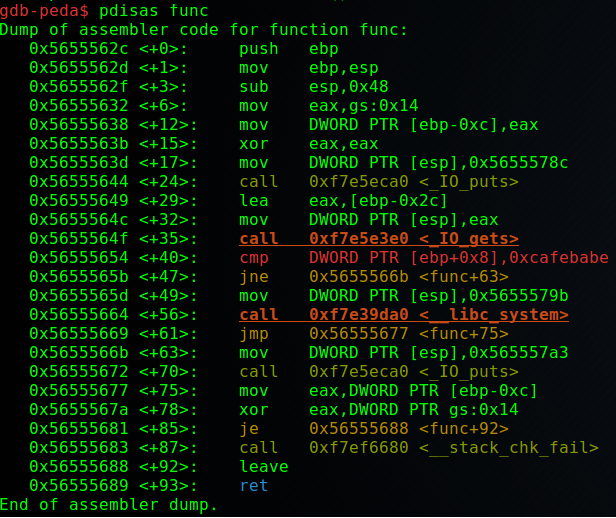 gdb-peda$ pdisas func
Dump of assembler code for function func:
   0x5655562c <+0>:     push   ebp
   0x5655562d <+1>:     mov    ebp,esp
   0x5655562f <+3>:     sub    esp,0x48
   0x56555632 <+6>:     mov    eax,gs:0x14
   0x56555638 <+12>:    mov    DWORD PTR [ebp-0xc],eax
   0x5655563b <+15>:    xor    eax,eax
   0x5655563d <+17>:    mov    DWORD PTR [esp],0x5655578c
   0x56555644 <+24>:    call   0xf7e5eca0 <_IO_puts>
   0x56555649 <+29>:    lea    eax,[ebp-0x2c]
   0x5655564c <+32>:    mov    DWORD PTR [esp],eax
   0x5655564f <+35>:    call   0xf7e5e3e0 <_IO_gets>
   0x56555654 <+40>:    cmp    DWORD PTR [ebp+0x8],0xcafebabe
   0x5655565b <+47>:    jne    0x5655566b <func+63>
   0x5655565d <+49>:    mov    DWORD PTR [esp],0x5655579b
   0x56555664 <+56>:    call   0xf7e39da0 <__libc_system>
   0x56555669 <+61>:    jmp    0x56555677 <func+75>
   0x5655566b <+63>:    mov    DWORD PTR [esp],0x565557a3
   0x56555672 <+70>:    call   0xf7e5eca0 <_IO_puts>
   0x56555677 <+75>:    mov    eax,DWORD PTR [ebp-0xc]
   0x5655567a <+78>:    xor    eax,DWORD PTR gs:0x14
   0x56555681 <+85>:    je     0x56555688 <func+92>
   0x56555683 <+87>:    call   0xf7ef6680 <__stack_chk_fail>
   0x56555688 <+92>:    leave
   0x56555689 <+93>:    ret
End of assembler dump.